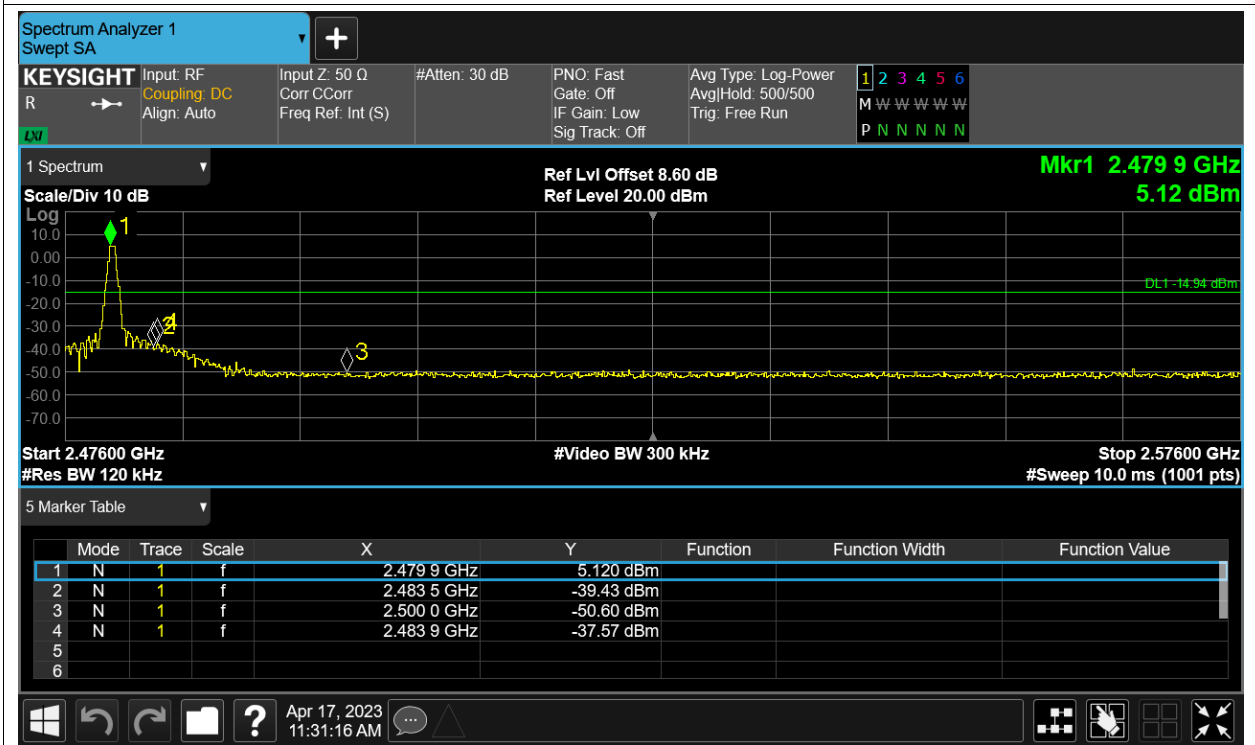 Spectrum Analyzer 1
Swept SA
KEYSIGHT Input: RF Input Z: 50 Ω #Atten: 30 dB PNO: Fast Avg Type: Log-Power 1 2 3 4 5 6
R Coupling: DC Corr CCorr Gate: Off Avg|Hold: 500/500 M W W W W W
Align: Auto Freq Ref: Int (S) IF Gain: Low Trig: Free Run
LXI Sig Track: Off P N N N N N
1 Spectrum Ref Lvl Offset 8.60 dB Mkr1 2.479 9 GHz
Scale/Div 10 dB Ref Level 20.00 dBm 5.12 dBm
Log
1
10.0
0.00
-10.0
DL1 -14.94 dBm
-20.0
-30.0
2 4
-40.0
3
-50.0
-60.0
-70.0
Start 2.47600 GHz #Video BW 300 kHz Stop 2.57600 GHz
#Res BW 120 kHz #Sweep 10.0 ms (1001 pts)
5 Marker Table
Mode Trace Scale X Y Function Function Width Function Value
1 N 1 f 2.479 9 GHz 5.120 dBm
2 N 1 f 2.483 5 GHz -39.43 dBm
3 N 1 f 2.500 0 GHz -50.60 dBm
4 N 1 f 2.483 9 GHz -37.57 dBm
5
6
? Apr 17, 2023
11:31:16 AM